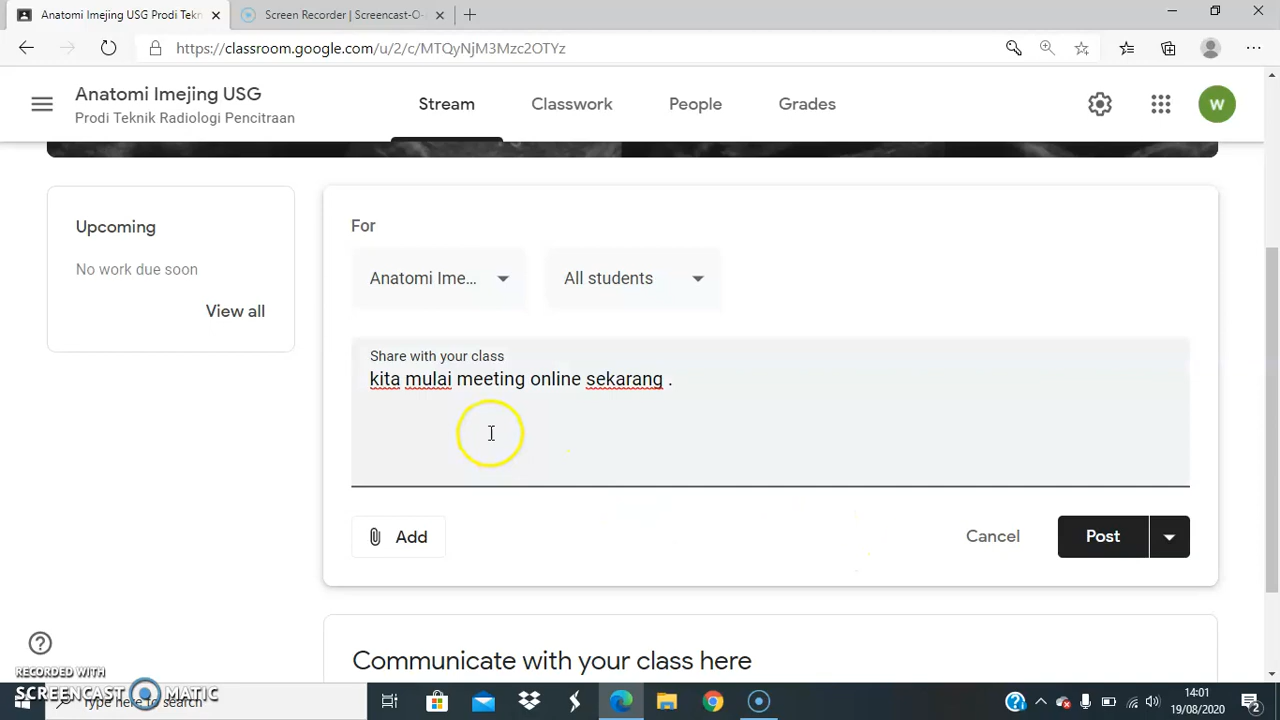 Anatomi Imejing USG Prodi Tekn
Screen Recorder | Screencast-O-
https://classroom.google.com/u/2/c/MTQyNjM3Mzc2OTYz
Anatomi Imejing USG
Prodi Teknik Radiologi Pencitraan
Stream
Classwork
People
Grades
W
Upcoming
No work due soon
View all
For
Anatomi Ime...
All students
Share with your class
kita mulai meeting online sekarang .
Add
Cancel
Post
Communicate with your class here
RECORDED WITH
SCREENCAST MATIC
Type here to search
14:01
19/08/2020
2